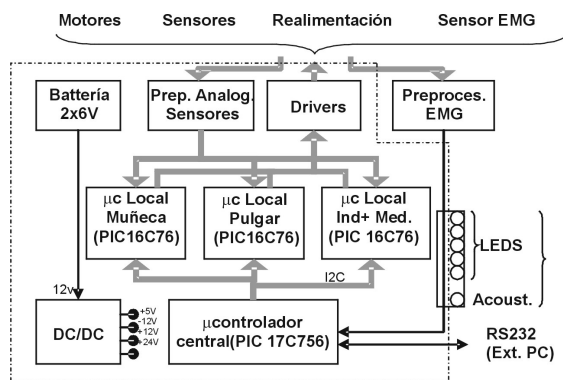 Motores Sensores Realimentación Sensor EMG
Battería
2x6V
Prep. Analog.
Sensores
Drivers
Preproces.
EMG
μc Local
Muñeca
(PIC16C76)
μc Local
Pulgar
(PIC16C76)
μc Local
Ind+ Med.
(PIC 16C76)
LEDS
Acoust.
I2C
12v
DC/DC
+5V
-12V
+12V
+24V
μcontrolador
central(PIC 17C756)
RS232
(Ext. PC)